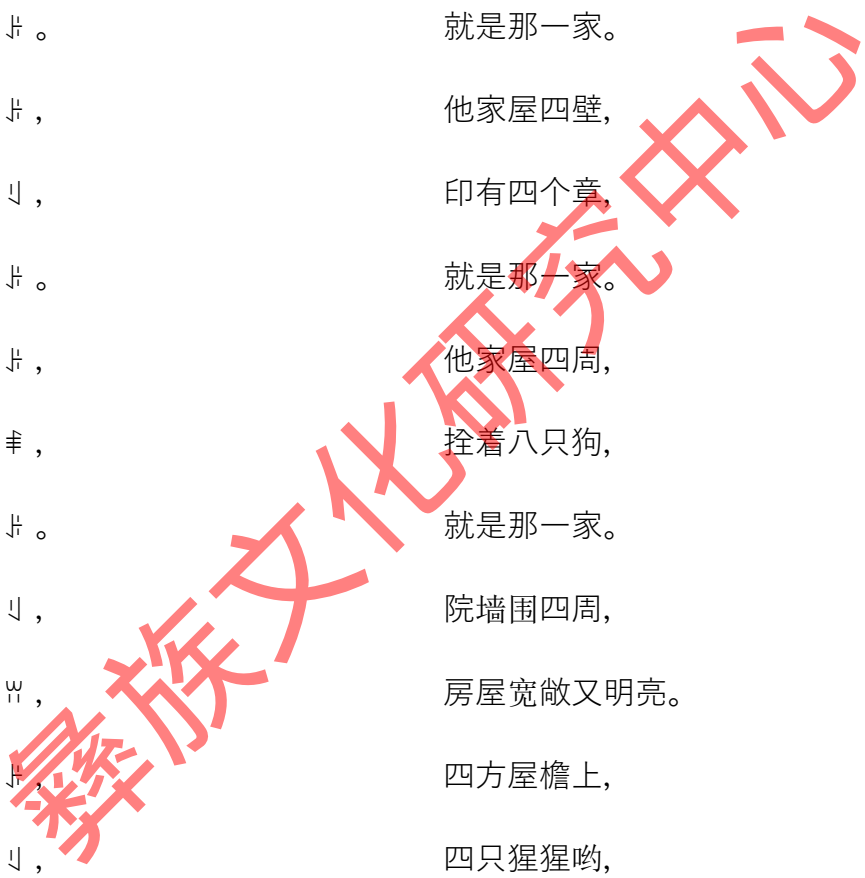 就是那一家。
他家屋四壁,
印有四个章,
就是那一家。
他家屋四周,
拴着八只狗,
就是那一家。
院墙围四周,
房屋宽敞又明亮。
四方屋檐上,
四只猩猩哟,
彝族文化研究中心